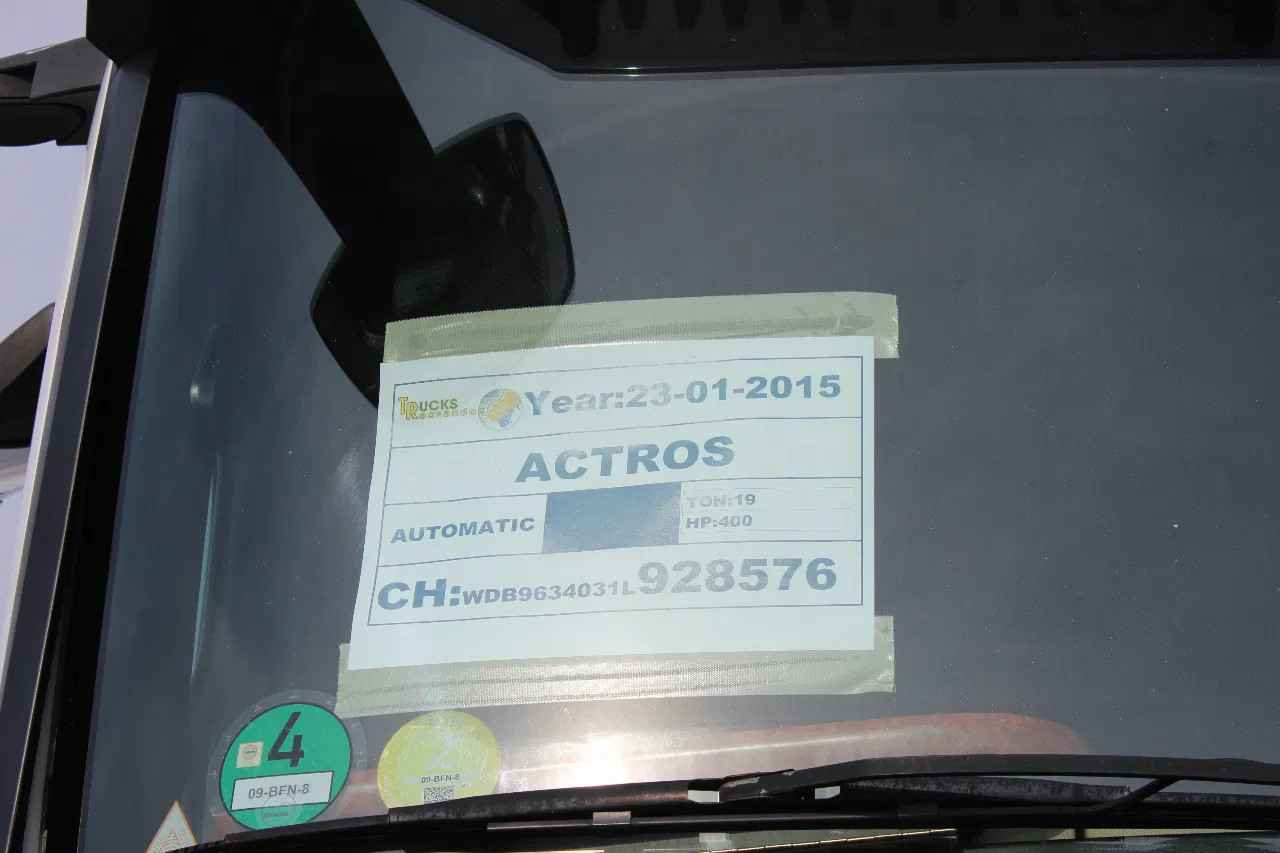 TRUCKS
Roosendaal
Year:23-01-2015
ACTROS
AUTOMATIC
TON:19
HP:400
CH:WDB9634031L928576
4
09-BFN-8
09-BFN-8